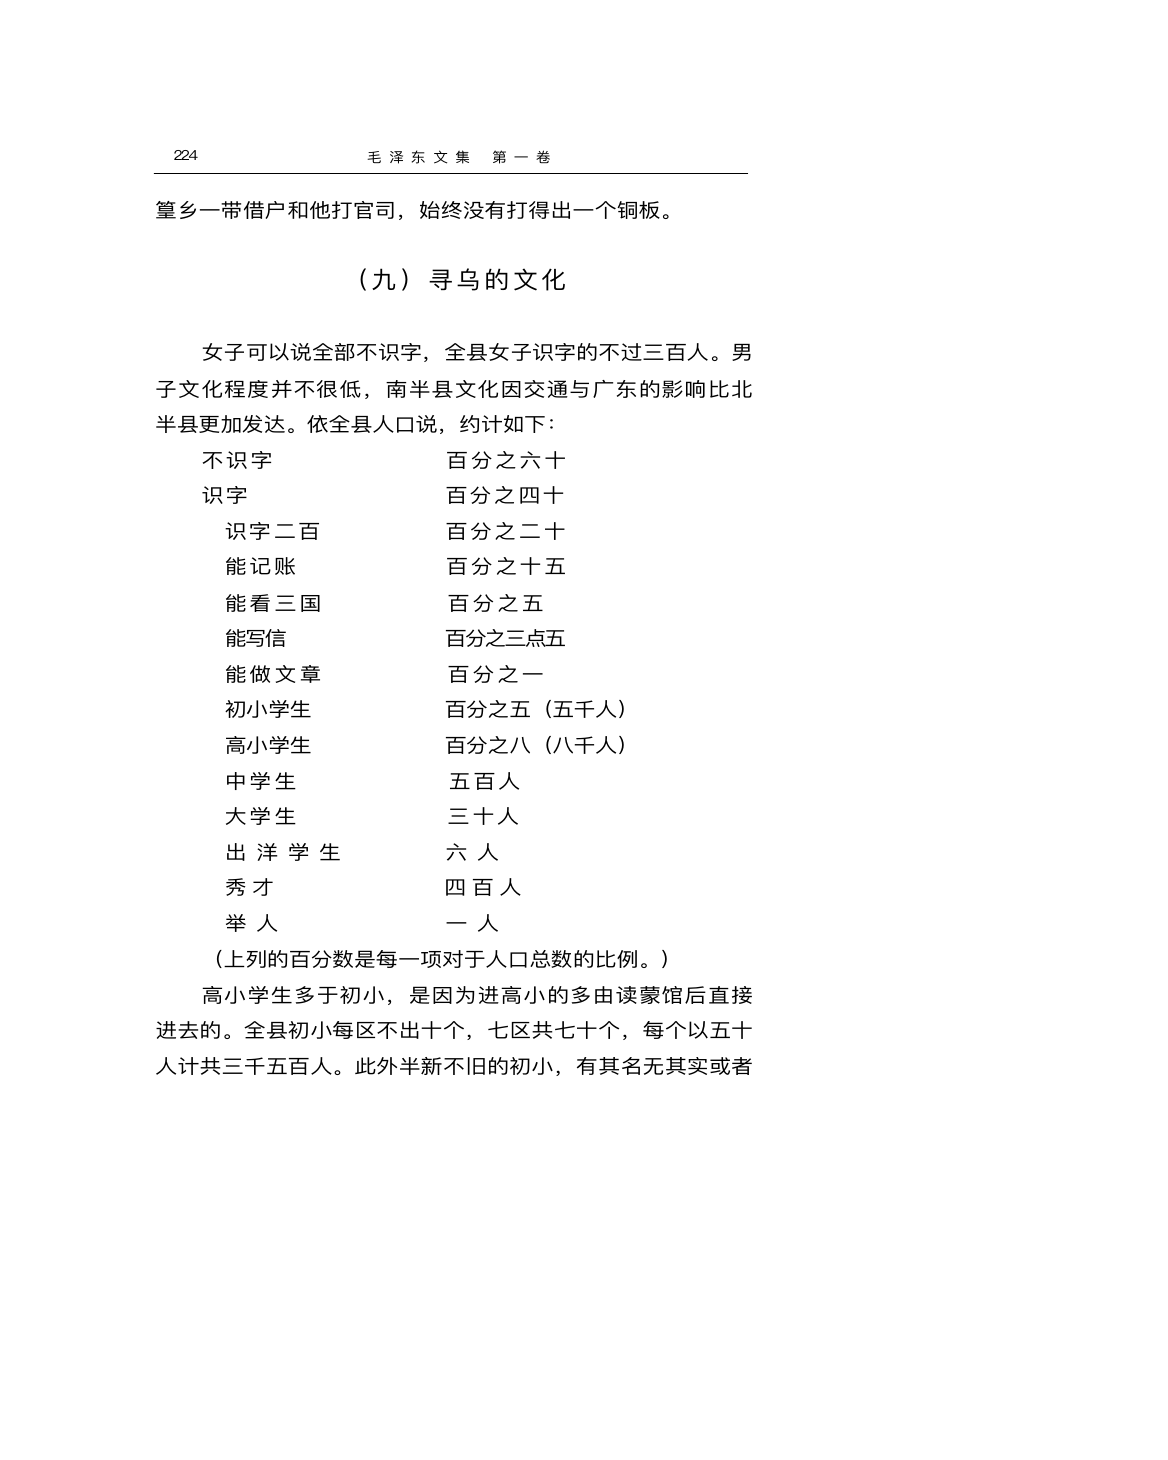 224 毛泽东文集 第一卷
篁乡一带借户和他打官司，始终没有打得出一个铜板。
（九）寻乌的文化
女子可以说全部不识字，全县女子识字的不过三百人。男
子文化程度并不很低，南半县文化因交通与广东的影响比北
半县更加发达。依全县人口说，约计如下：
不识字 百分之六十
识字 百分之四十
识字二百 百分之二十
能记账 百分之十五
能看三国 百分之五
能写信 百分之三点五
能做文章 百分之一
初小学生 百分之五（五千人）
高小学生 百分之八（八千人）
中学生 五百人
大学生 三十人
出洋学生 六人
秀才 四百人
举人 一人
（上列的百分数是每一项对于人口总数的比例。）
高小学生多于初小，是因为进高小的多由读蒙馆后直接
进去的。全县初小每区不出十个，七区共七十个，每个以五十
人计共三千五百人。此外半新不旧的初小，有其名无其实或者